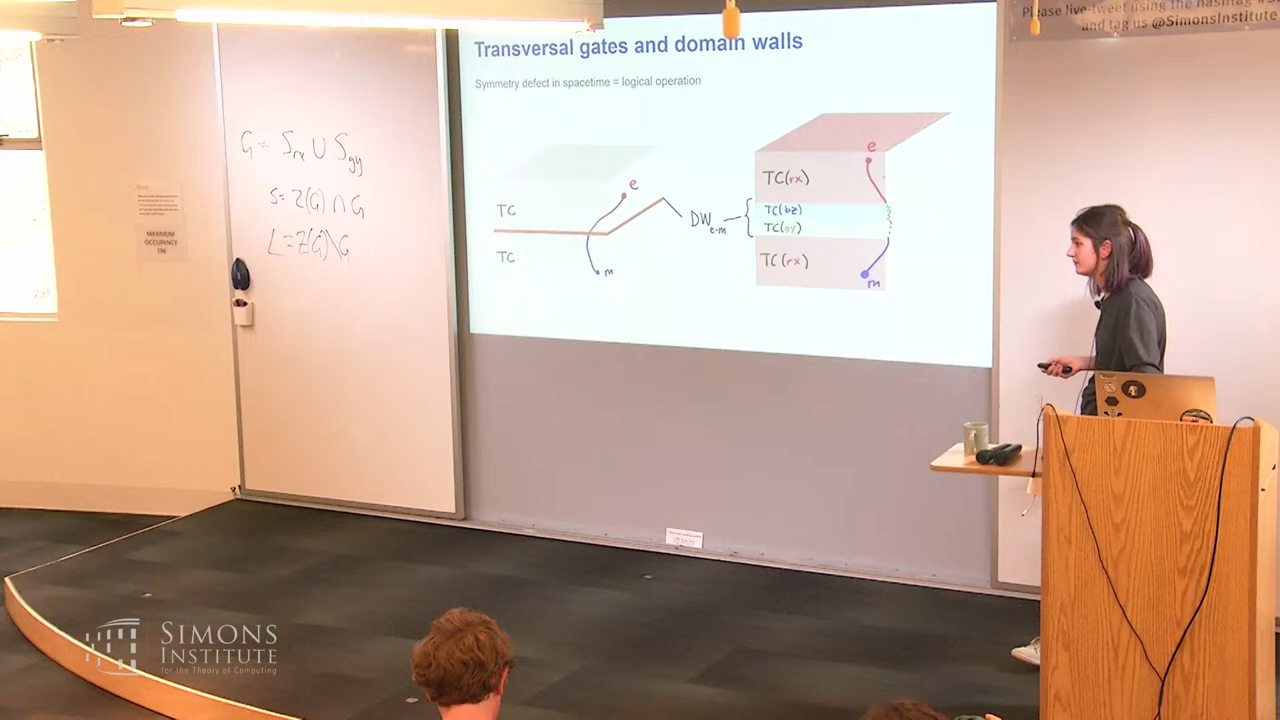 Please live-tweet using the hashtag
and tag us @SimonsInstitute
Transversal gates and domain walls
Symmetry defect in spacetime = logical operation
G = S_rx ∪ S_gy
S = Z(G) ∩ G
L = Z(G) \ G
MAXIMUM
OCCUPANCY
TC
TC
e
m
DW_e-m
TC(rx)
TC(bz)
TC(gy)
TC(rx)
e
m
SIMONS
INSTITUTE
for the Theory of Computing